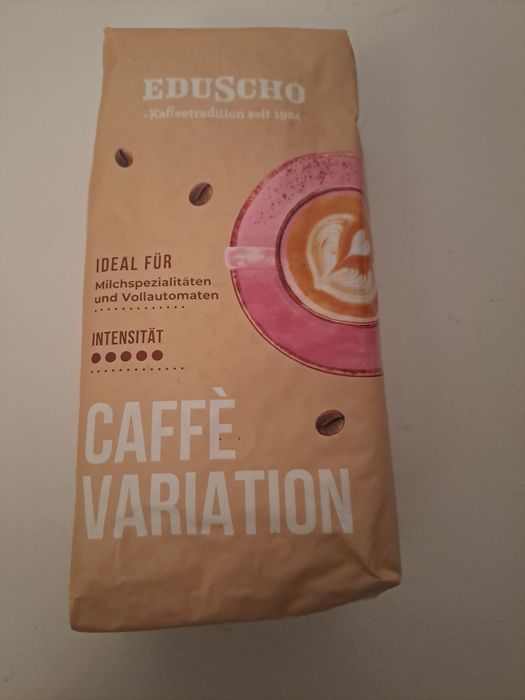 EDUSCHO
- Kaffeetradition seit 1924 -
IDEAL FÜR
Milchspezialitäten
und Vollautomaten
INTENSITÄT
CAFFÈ
VARIATION